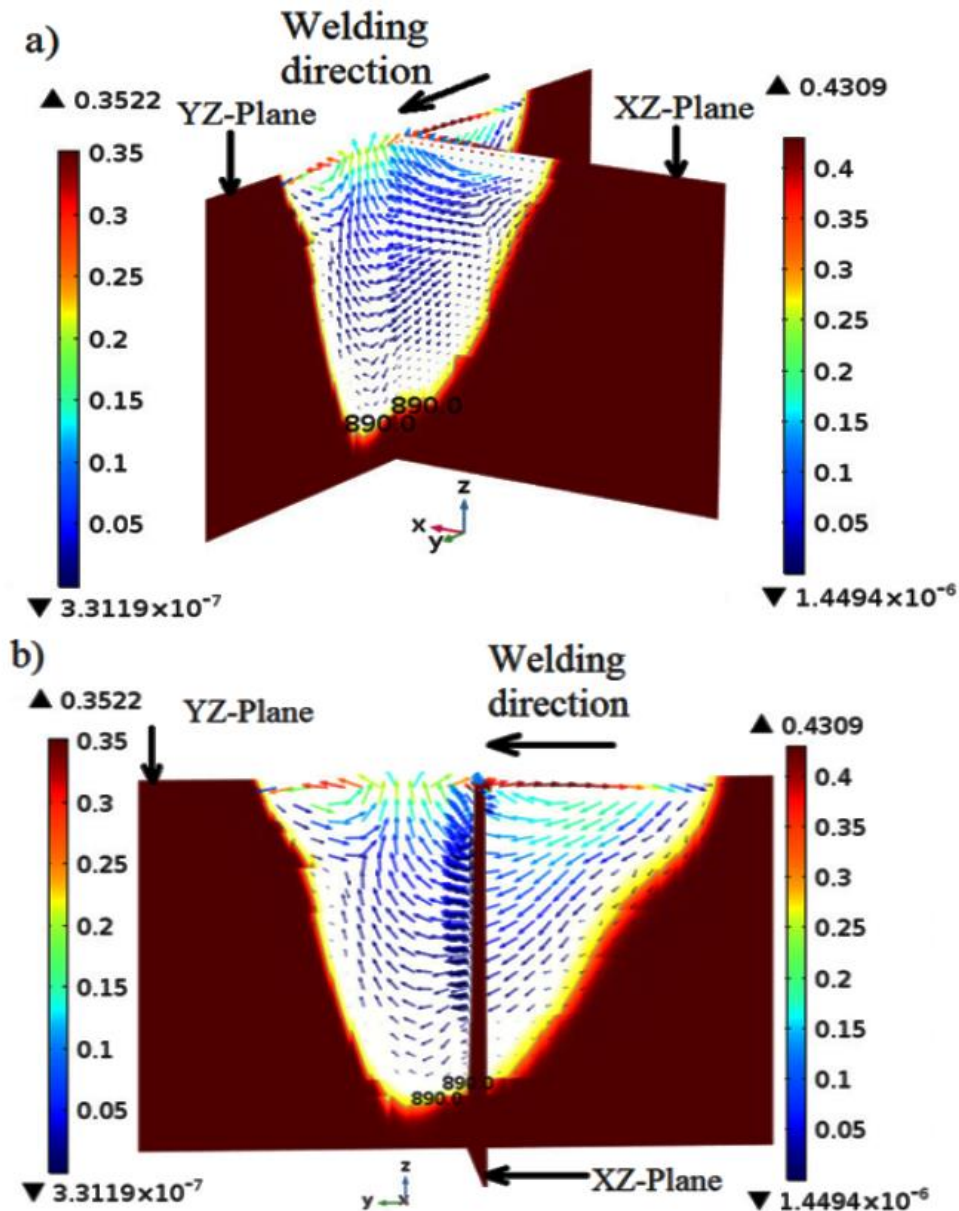 a)
Welding
direction
▲ 0.3522
YZ-Plane
XZ-Plane
▲ 0.4309
0.35
0.3
0.25
0.2
0.15
0.1
0.05
▼ 3.3119×10⁻⁷
0.4
0.35
0.3
0.25
0.2
0.15
0.1
0.05
▼ 1.4494×10⁻⁶
890.0
890.0
z
x
y
b)
Welding
direction
▲ 0.3522
YZ-Plane
▲ 0.4309
0.35
0.3
0.25
0.2
0.15
0.1
0.05
▼ 3.3119×10⁻⁷
0.4
0.35
0.3
0.25
0.2
0.15
0.1
0.05
▼ 1.4494×10⁻⁶
890.0
890.0
z
y x
XZ-Plane